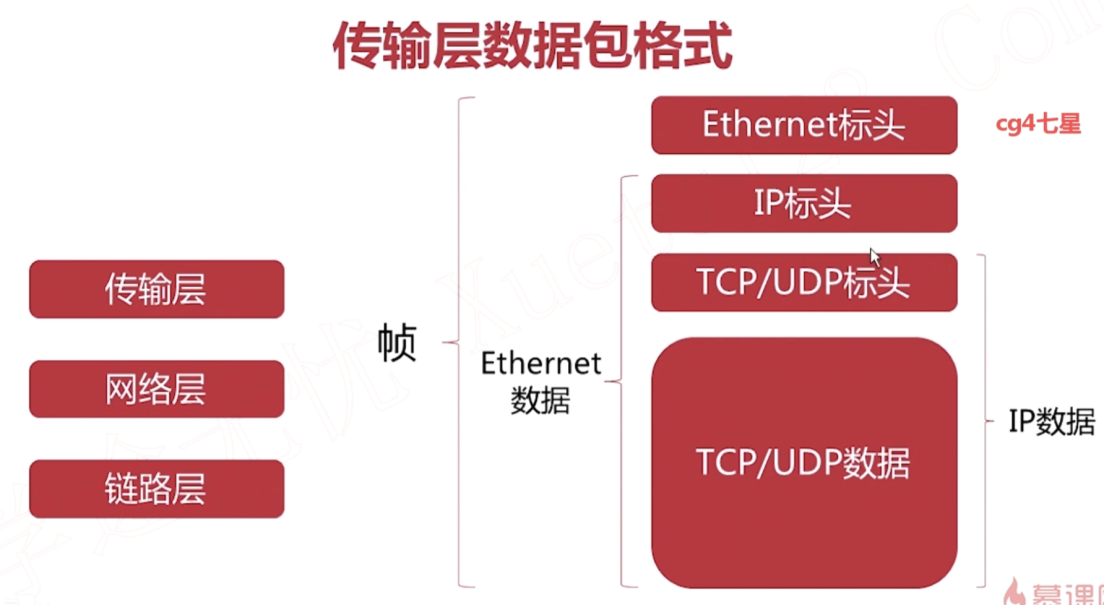 传输层数据包格式
Ethernet标头
cg4七星
IP标头
传输层
TCP/UDP标头
帧
Ethernet
数据
网络层
IP数据
TCP/UDP数据
链路层
慕课网